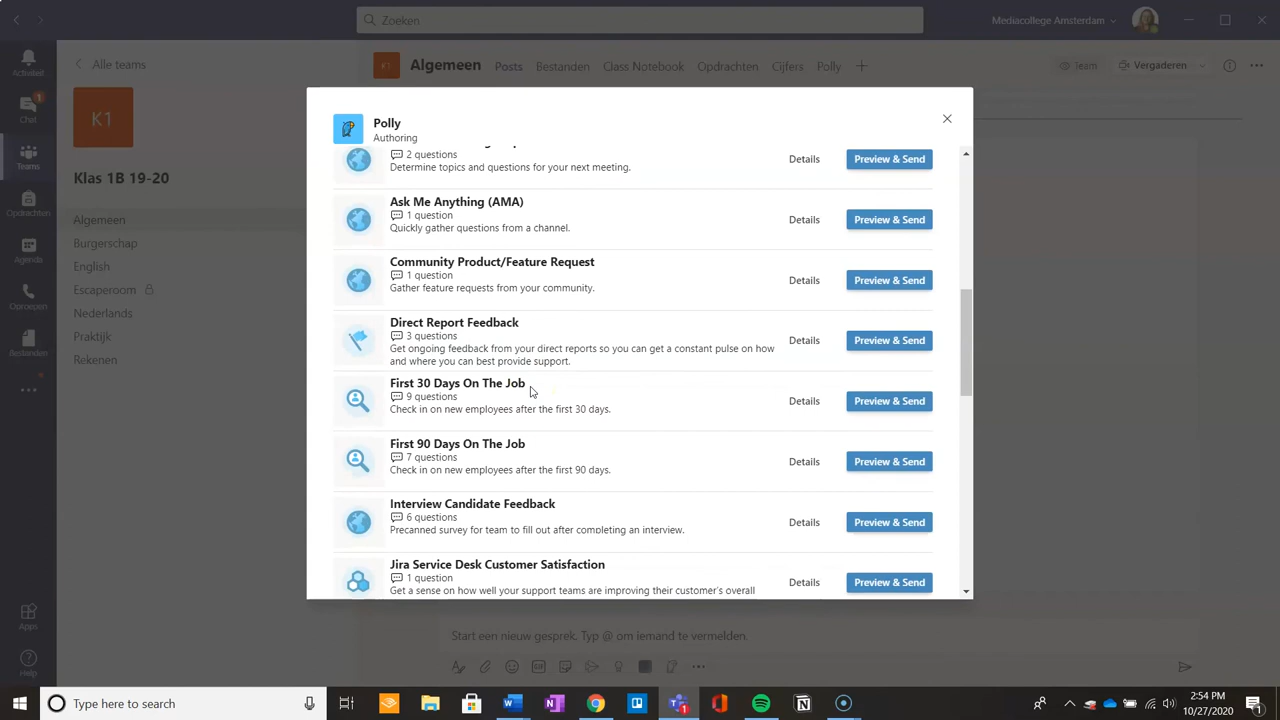 Zoeken
Mediacollege Amsterdam
Activiteit
Chat
1
Teams
Opdrachten
Agenda
Oproepen
Bestanden
Apps
Help
Alle teams
K1
Klas 1B 19-20
Algemeen
Burgerschap
English
Escaperoom
Nederlands
Praktijk
Rekenen
K1
Algemeen
Posts
Bestanden
Class Notebook
Opdrachten
Cijfers
Polly
Team
Vergaderen
Polly
Authoring
2 questions
Determine topics and questions for your next meeting.
Details
Preview & Send
Ask Me Anything (AMA)
1 question
Quickly gather questions from a channel.
Details
Preview & Send
Community Product/Feature Request
1 question
Gather feature requests from your community.
Details
Preview & Send
Direct Report Feedback
3 questions
Get ongoing feedback from your direct reports so you can get a constant pulse on how
and where you can best provide support.
Details
Preview & Send
First 30 Days On The Job
9 questions
Check in on new employees after the first 30 days.
Details
Preview & Send
First 90 Days On The Job
7 questions
Check in on new employees after the first 90 days.
Details
Preview & Send
Interview Candidate Feedback
6 questions
Precanned survey for team to fill out after completing an interview.
Details
Preview & Send
Jira Service Desk Customer Satisfaction
1 question
Get a sense on how well your support teams are improving their customer's overall
Details
Preview & Send
Start een nieuw gesprek. Typ @ om iemand te vermelden.
Type here to search
2:54 PM
10/27/2020